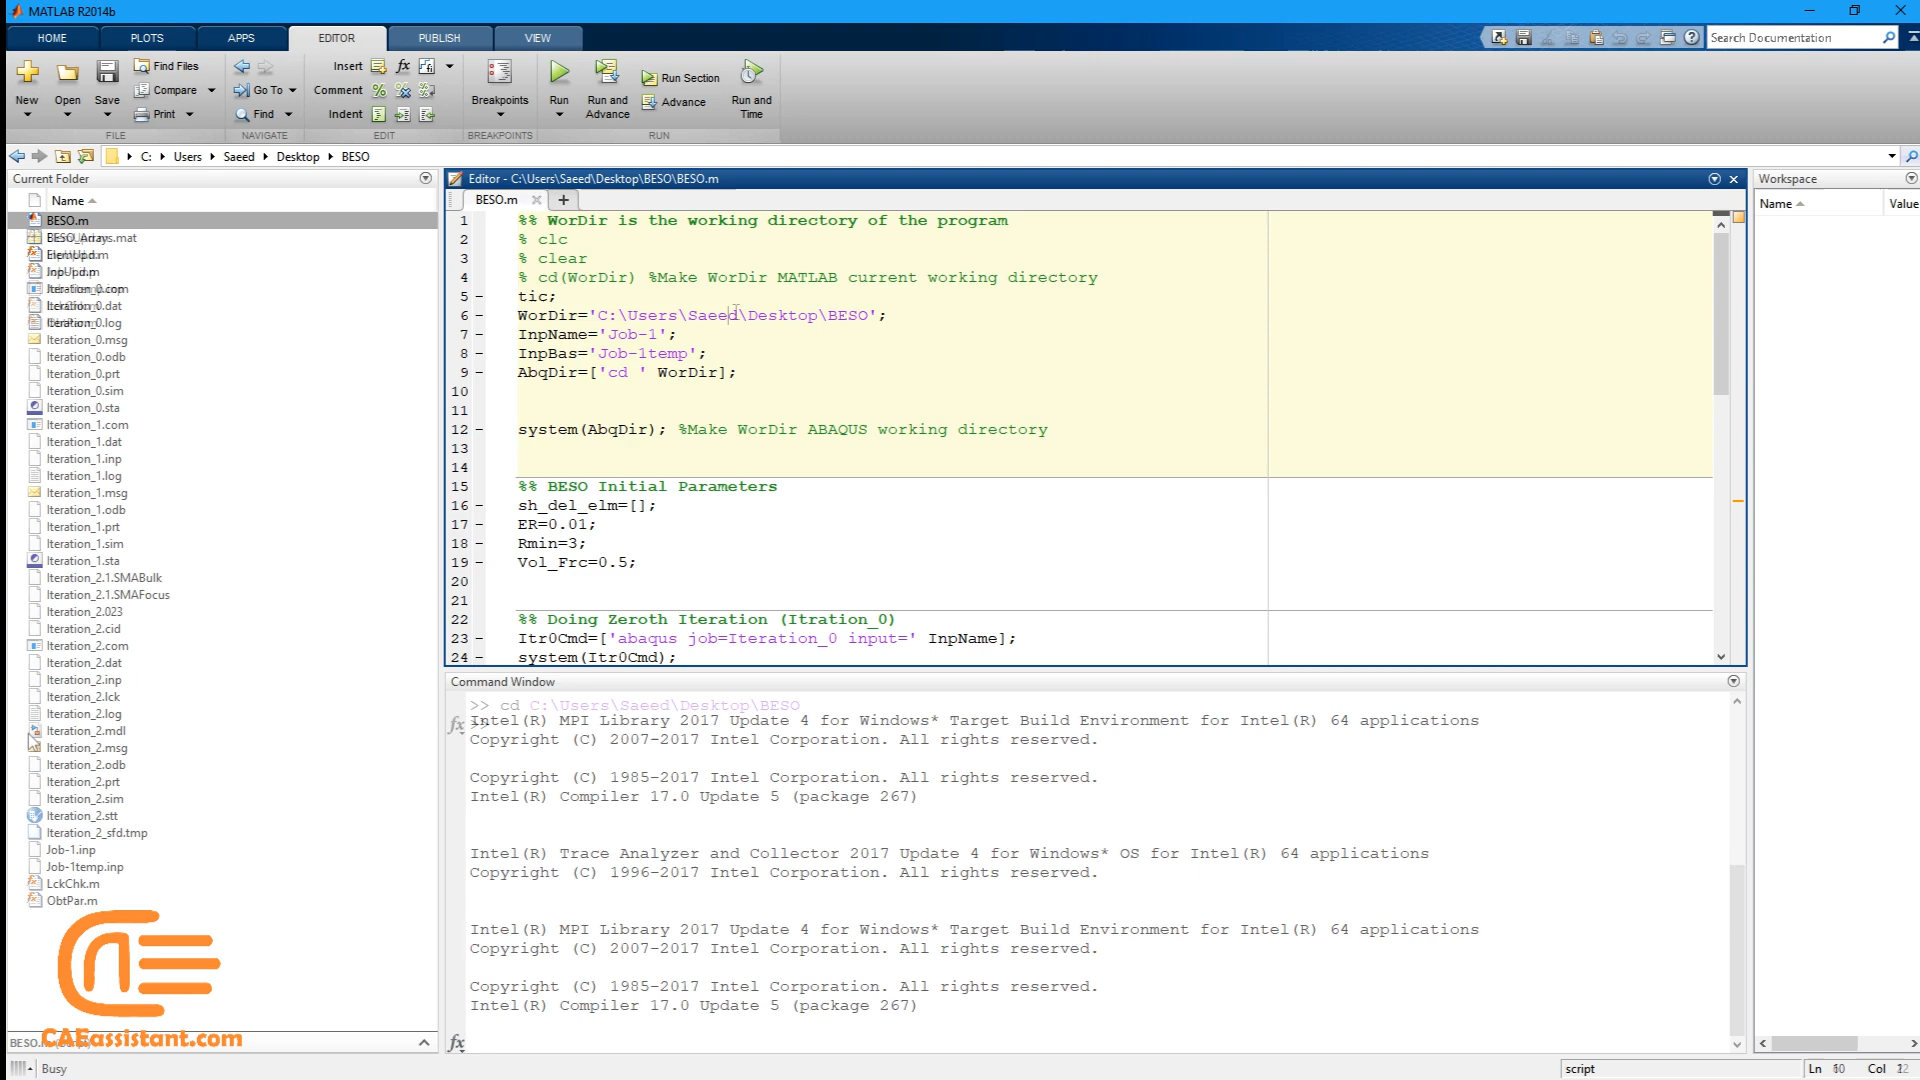 MATLAB R2014b
HOME PLOTS APPS EDITOR PUBLISH VIEW
Search Documentation
New Open Save Find Files Compare Print
Go To Find
Insert Comment Indent
Breakpoints
Run Run and Advance Run Section Advance Run and Time
FILE NAVIGATE EDIT BREAKPOINTS RUN
C: Users Saeed Desktop BESO
Current Folder
Name
BESO.m
Iteration_0.msg
Iteration_0.odb
Iteration_0.prt
Iteration_0.sim
Iteration_0.sta
Iteration_1.com
Iteration_1.dat
Iteration_1.inp
Iteration_1.log
Iteration_1.msg
Iteration_1.odb
Iteration_1.prt
Iteration_1.sim
Iteration_1.sta
Iteration_2.1.SMABulk
Iteration_2.1.SMAFocus
Iteration_2.023
Iteration_2.cid
Iteration_2.com
Iteration_2.dat
Iteration_2.inp
Iteration_2.lck
Iteration_2.log
Iteration_2.mdl
Iteration_2.msg
Iteration_2.odb
Iteration_2.prt
Iteration_2.sim
Iteration_2.stt
Iteration_2_sfd.tmp
Job-1.inp
Job-1temp.inp
LckChk.m
ObtPar.m
CAEassistant.com
Editor - C:\Users\Saeed\Desktop\BESO\BESO.m
BESO.m
1 %% WorDir is the working directory of the program
2 % clc
3 % clear
4 % cd(WorDir) %Make WorDir MATLAB current working directory
5 - tic;
6 - WorDir='C:\Users\Saeed\Desktop\BESO';
7 - InpName='Job-1';
8 - InpBas='Job-1temp';
9 - AbqDir=['cd ' WorDir];
10
11
12 - system(AbqDir); %Make WorDir ABAQUS working directory
13
14
15 %% BESO Initial Parameters
16 - sh_del_elm=[];
17 - ER=0.01;
18 - Rmin=3;
19 - Vol_Frc=0.5;
20
21
22 %% Doing Zeroth Iteration (Itration_0)
23 - Itr0Cmd=['abaqus job=Iteration_0 input=' InpName];
24 - system(Itr0Cmd);
Command Window
>> cd C:\Users\Saeed\Desktop\BESO
Intel(R) MPI Library 2017 Update 4 for Windows* Target Build Environment for Intel(R) 64 applications
Copyright (C) 2007-2017 Intel Corporation. All rights reserved.
Copyright (C) 1985-2017 Intel Corporation. All rights reserved.
Intel(R) Compiler 17.0 Update 5 (package 267)
Intel(R) Trace Analyzer and Collector 2017 Update 4 for Windows* OS for Intel(R) 64 applications
Copyright (C) 1996-2017 Intel Corporation. All rights reserved.
Intel(R) MPI Library 2017 Update 4 for Windows* Target Build Environment for Intel(R) 64 applications
Copyright (C) 2007-2017 Intel Corporation. All rights reserved.
Copyright (C) 1985-2017 Intel Corporation. All rights reserved.
Intel(R) Compiler 17.0 Update 5 (package 267)
Workspace
Name Value
Busy
script
Ln Col